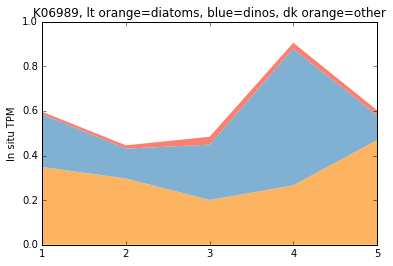 K06989, lt orange=diatoms, blue=dinos, dk orange=other
In situ TPM
1.0
0.8
0.6
0.4
0.2
0.0
1 2 3 4 5